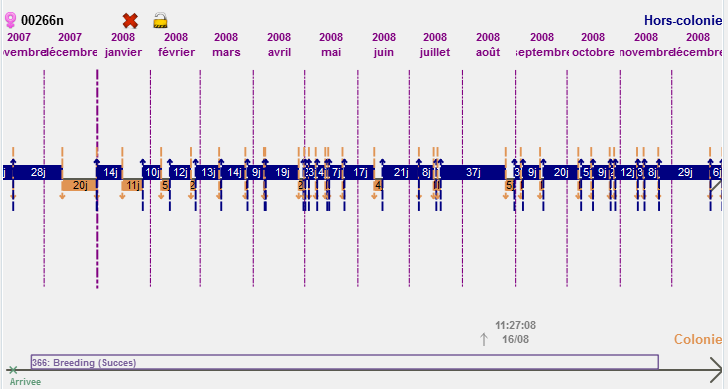 00266n
Hors-colonie
2007 2007 2008 2008 2008 2008 2008 2008 2008 2008 2008 2008 2008 2008
novembre décembre janvier février mars avril mai juin juillet août septembre octobre novembre décembre
28j 14j 10j 12j 13j 14j 9j 19j 3 4 7j 17j 21j 8j 37j 3 9j 20j 5 9j 2 12j 3 8j 29j 6j
20j 11j 5 2 2 4 5
11:27:08
16/08
Colonie
366: Breeding (Succes)
Arrivee